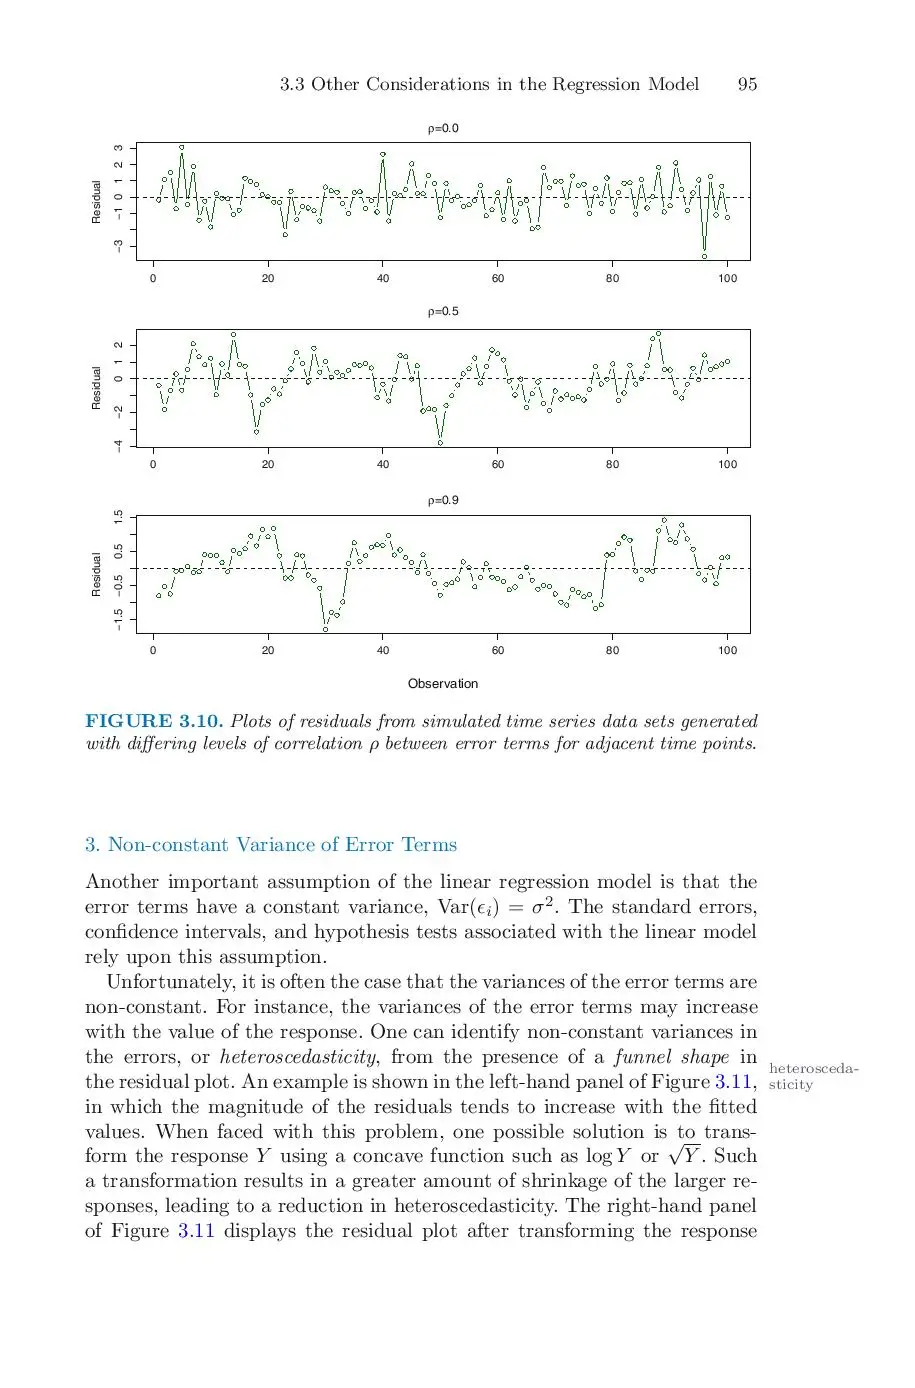 3.3 Other Considerations in the Regression Model 95
ρ=0.0
Residual
−3 −1 0 1 2 3
0 20 40 60 80 100
ρ=0.5
Residual
−4 −2 0 1 2
0 20 40 60 80 100
ρ=0.9
Residual
−1.5 −0.5 0.5 1.5
0 20 40 60 80 100
Observation
FIGURE 3.10. Plots of residuals from simulated time series data sets generated
with differing levels of correlation ρ between error terms for adjacent time points.
3. Non-constant Variance of Error Terms
Another important assumption of the linear regression model is that the
error terms have a constant variance, Var(ϵi) = σ². The standard errors,
confidence intervals, and hypothesis tests associated with the linear model
rely upon this assumption.
Unfortunately, it is often the case that the variances of the error terms are
non-constant. For instance, the variances of the error terms may increase
with the value of the response. One can identify non-constant variances in
the errors, or heteroscedasticity, from the presence of a funnel shape in
the residual plot. An example is shown in the left-hand panel of Figure 3.11,
heterosceda-
sticity
in which the magnitude of the residuals tends to increase with the fitted
values. When faced with this problem, one possible solution is to trans-
form the response Y using a concave function such as log Y or √Y. Such
a transformation results in a greater amount of shrinkage of the larger re-
sponses, leading to a reduction in heteroscedasticity. The right-hand panel
of Figure 3.11 displays the residual plot after transforming the response